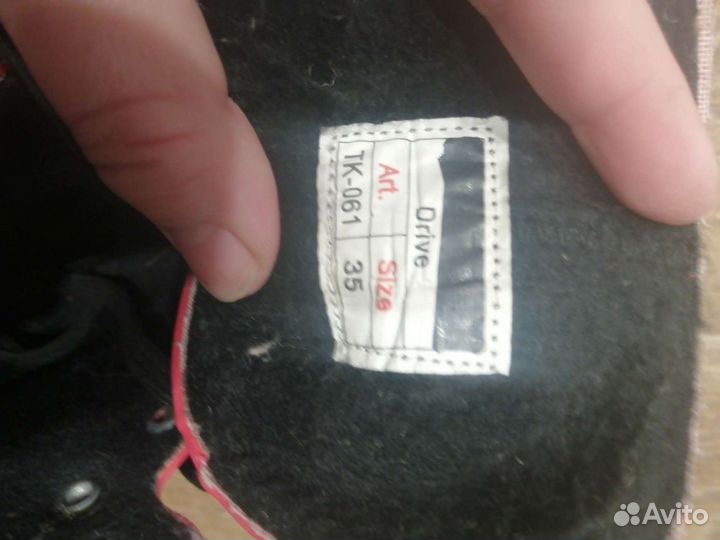 Drive
Art. Size
TK-061 35
Avito